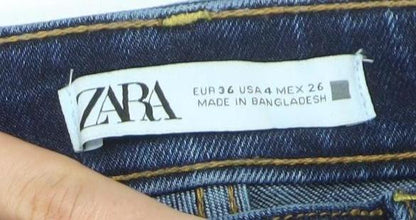 ZARA
EUR 36 USA 4 MEX 26
MADE IN BANGLADESH